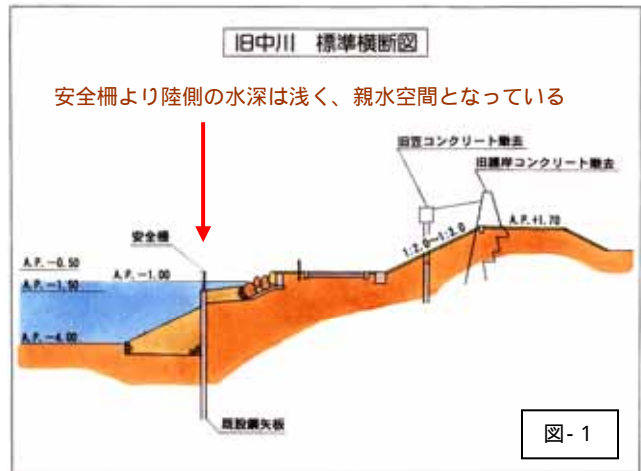 旧中川 標準横断図
安全柵より陸側の水深は浅く、親水空間となっている
旧笠コンクリート撤去
旧護岸コンクリート撤去
A.P.+1.70
1:2.0~1:3.0
安全柵
A.P.-0.50
A.P.-1.00
A.P.-1.50
A.P.-4.00
既設鋼矢板
図-1